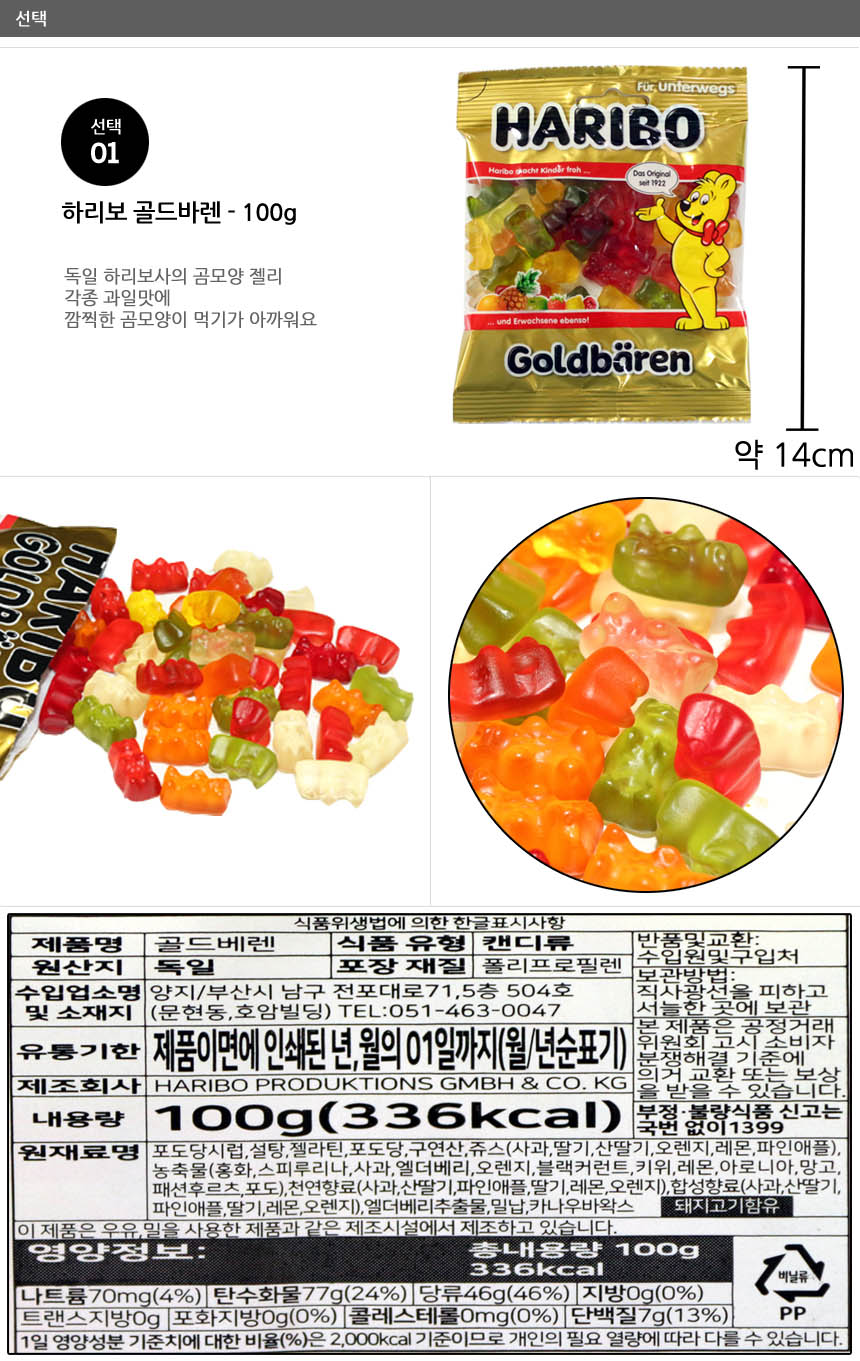 선택
선택
01
하리보 골드바렌 - 100g
독일 하리보사의 곰모양 젤리
각종 과일맛에
깜찍한 곰모양이 먹기가 아까워요
Für unterwegs
HARIBO
Haribo macht Kinder froh ...
Das Original
seit 1922
... und Erwachsene ebenso!
Goldbären
약 14cm
HARIBO
식품위생법에 의한 한글표시사항
제품명 골드베렌 식품 유형 캔디류
원산지 독일 포장 재질 폴리프로필렌
수입업소명 및 소재지
양지/부산시 남구 전포대로71,5층 504호
(문현동,호암빌딩) TEL:051-463-0047
유통기한 제품이면에 인쇄된 년,월의 01일까지(월/년순표기)
제조회사 HARIBO PRODUKTIONS GMBH & CO. KG
내용량 100g(336kcal)
반품및교환:
수입원및구입처
보관방법:
직사광선을 피하고
서늘한 곳에 보관
본 제품은 공정거래
위원회 고시 소비자
분쟁해결 기준에
의거 교환 또는 보상
을 받을 수 있습니다.
부정·불량식품 신고는
국번 없이1399
원재료명 포도당시럽,설탕,젤라틴,포도당,구연산,쥬스(사과,딸기,산딸기,오렌지,레몬,파인애플),
농축물(홍화,스피루리나,사과,엘더베리,오렌지,블랙커런트,키위,레몬,아로니아,망고,
패션후르츠,포도),천연향료(사과,산딸기,파인애플,딸기,레몬,오렌지),합성향료(사과,산딸기,
파인애플,딸기,레몬,오렌지),엘더베리추출물,밀납,카나우바왁스 돼지고기함유
이 제품은 우유,밀을 사용한 제품과 같은 제조시설에서 제조하고 있습니다.
영양정보: 총내용량 100g
336kcal
나트륨70mg(4%) 탄수화물77g(24%) 당류46g(46%) 지방0g(0%)
트랜스지방0g 포화지방0g(0%) 콜레스테롤0mg(0%) 단백질7g(13%)
비닐류
PP
1일 영양성분 기준치에 대한 비율(%)은 2,000kcal 기준이므로 개인의 필요 열량에 따라 다를 수 있습니다.